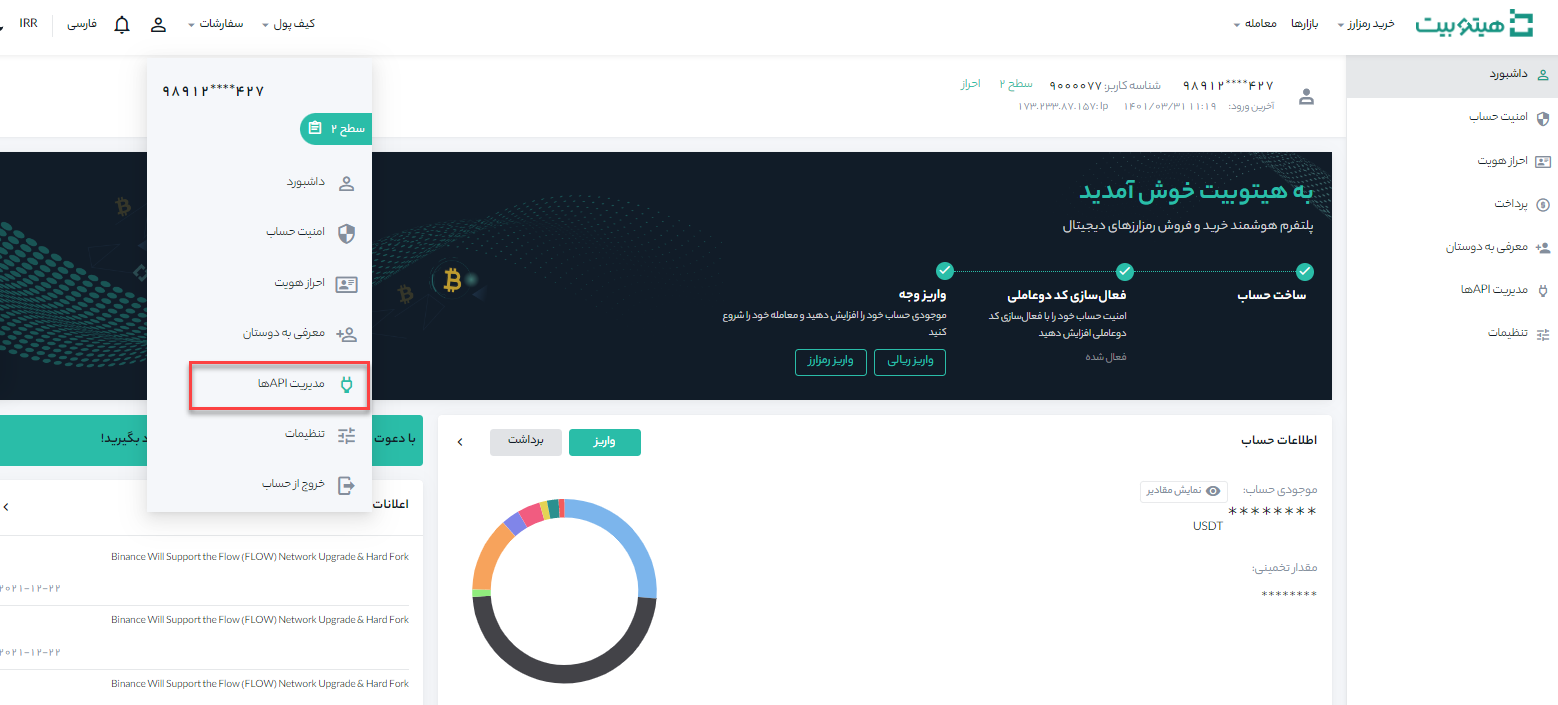 هیتوبیت
خرید رمزارز
بازارها
معامله
کیف پول
سفارشات
فارسی
IRR
داشبورد
امنیت حساب
احراز هویت
پرداخت
معرفی به دوستان
مدیریت APIها
تنظیمات
۹۸۹۱۲****۴۲۷ شناسه کاربر: ۹۰۰۰۰۷۷ سطح ۲ احراز
آخرین ورود: ۱۴۰۱/۰۳/۳۱ ۱۱:۱۹ Ip: ۱۷۳.۲۳۳.۸۷.۱۵۷
۹۸۹۱۲****۴۲۷
سطح ۲
داشبورد
امنیت حساب
احراز هویت
معرفی به دوستان
مدیریت APIها
تنظیمات
خروج از حساب
به هیتوبیت خوش آمدید
پلتفرم هوشمند خرید و فروش رمزارزهای دیجیتال
ساخت حساب
فعال‌سازی کد دوعاملی
امنیت حساب خود را با فعال‌سازی کد
دوعاملی افزایش دهید
فعال شده
واریز وجه
موجودی حساب خود را افزایش دهید و معامله خود را شروع
کنید
واریز ریالی
واریز رمزارز
اطلاعات حساب
واریز
برداشت
موجودی حساب:
نمایش مقادیر
********
USDT
مقدار تخمینی:
********
با دعوت
د بگیرید!
اعلانات
Binance Will Support the Flow (FLOW) Network Upgrade & Hard Fork
۲۰۲۱-۱۲-۲۲
Binance Will Support the Flow (FLOW) Network Upgrade & Hard Fork
۲۰۲۱-۱۲-۲۲
Binance Will Support the Flow (FLOW) Network Upgrade & Hard Fork